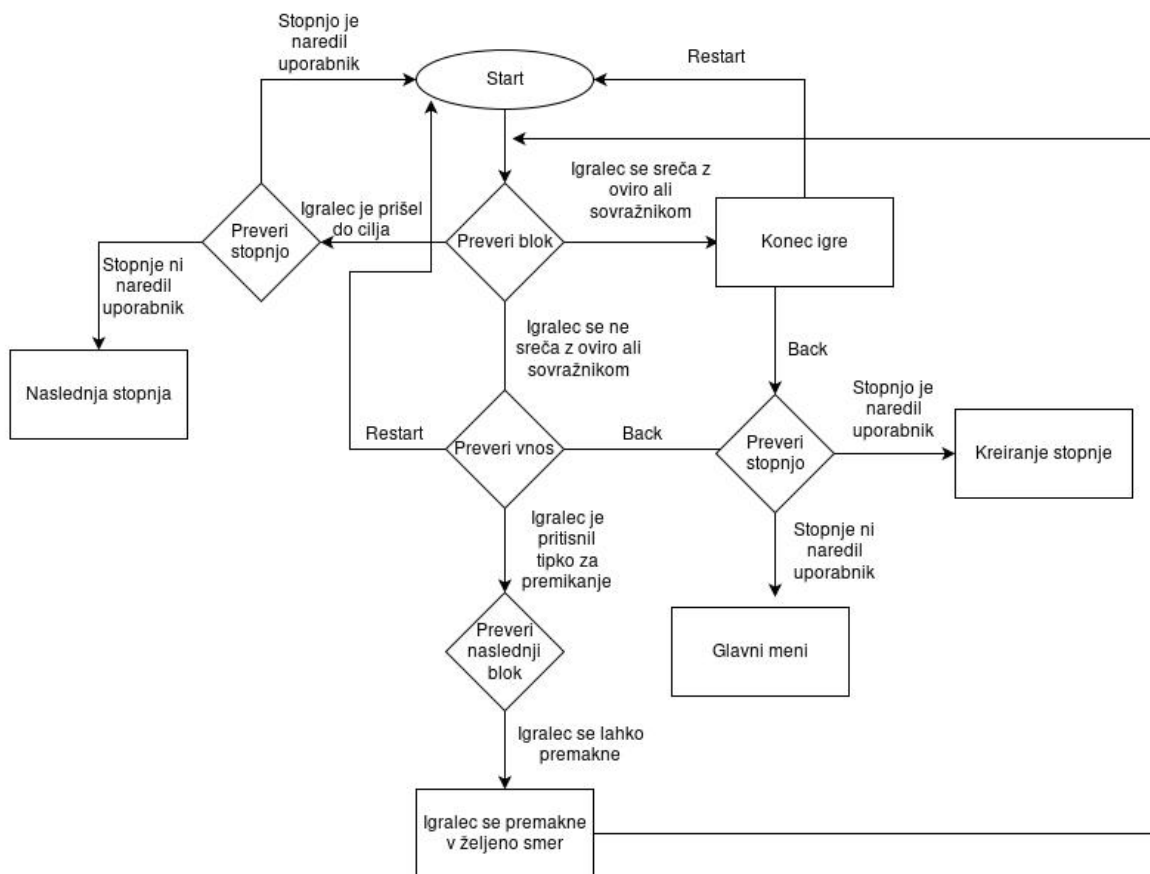 Stopnjo je
naredil
uporabnik
Start
Restart
Igralec se sreča z
oviro ali
sovražnikom
Igralec je prišel
do cilja
Preveri
stopnjo
Preveri blok
Konec igre
Stopnje ni
naredil
uporabnik
Igralec se ne
sreča z oviro ali
sovražnikom
Back
Naslednja stopnja
Stopnjo je
naredil
uporabnik
Restart
Preveri vnos
Back
Preveri
stopnjo
Kreiranje stopnje
Igralec je
pritisnil
tipko za
premikanje
Stopnje ni
naredil
uporabnik
Preveri
naslednji
blok
Glavni meni
Igralec se lahko
premakne
Igralec se premakne
v željeno smer